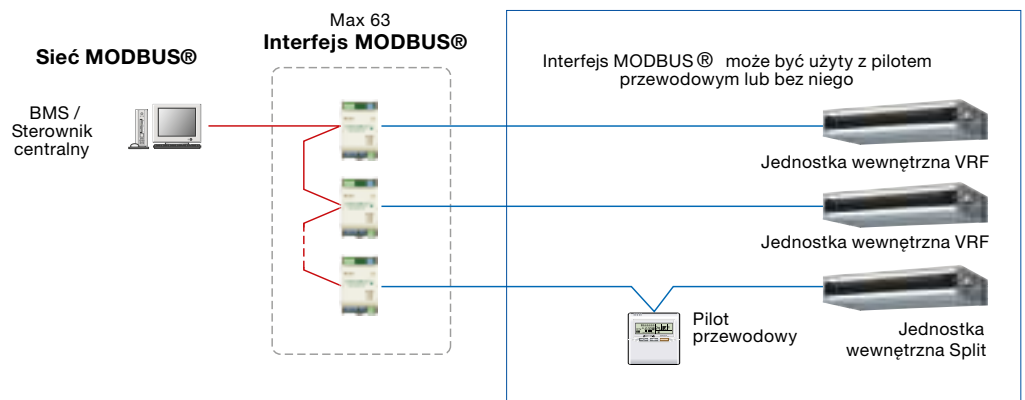 Max 63
Sieć MODBUS®
Interfejs MODBUS®
Interfejs MODBUS ® może być użyty z pilotem
przewodowym lub bez niego
BMS /
Sterownik
centralny
Jednostka wewnętrzna VRF
Jednostka wewnętrzna VRF
Pilot
przewodowy
Jednostka
wewnętrzna Split